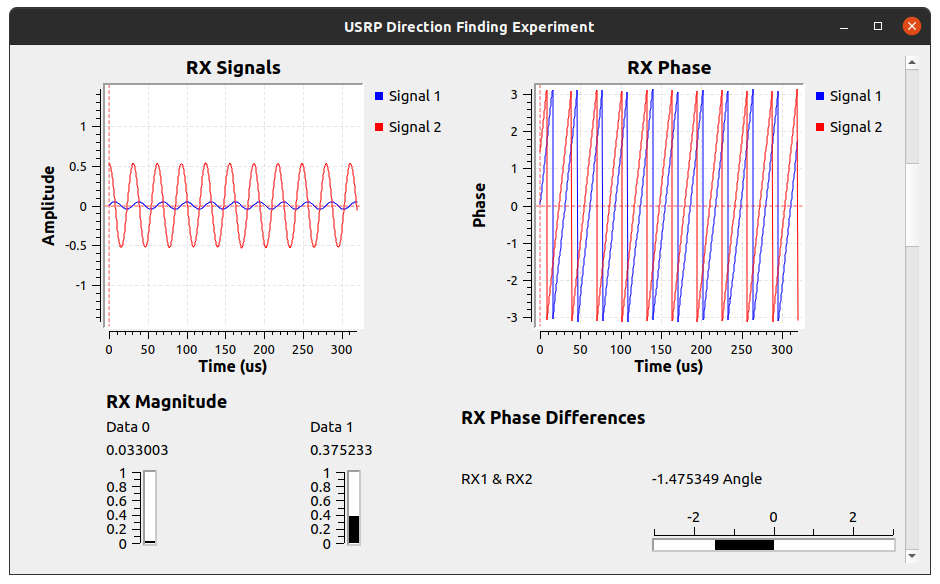 USRP Direction Finding Experiment
RX Signals
Amplitude
1
0.5
0
-0.5
-1
0 50 100 150 200 250 300
Time (us)
Signal 1
Signal 2
RX Phase
Phase
3
2
1
0
-1
-2
-3
0 50 100 150 200 250 300
Time (us)
Signal 1
Signal 2
RX Magnitude
Data 0
0.033003
1
0.8
0.6
0.4
0.2
0
Data 1
0.375233
1
0.8
0.6
0.4
0.2
0
RX Phase Differences
RX1 & RX2
-1.475349 Angle
-2 0 2